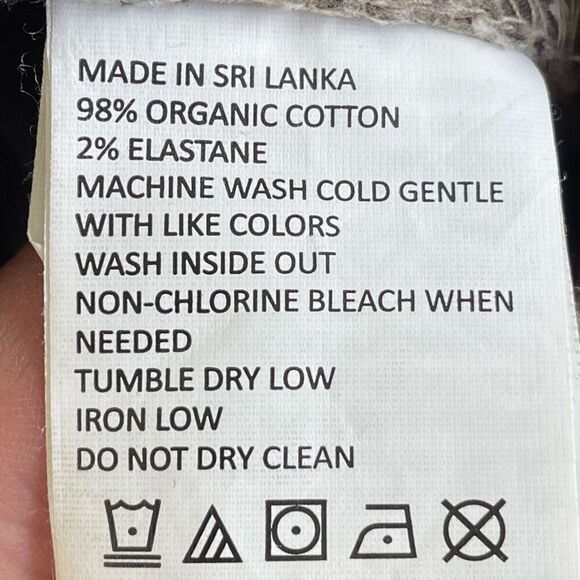 MADE IN SRI LANKA
98% ORGANIC COTTON
2% ELASTANE
MACHINE WASH COLD GENTLE
WITH LIKE COLORS
WASH INSIDE OUT
NON-CHLORINE BLEACH WHEN
NEEDED
TUMBLE DRY LOW
IRON LOW
DO NOT DRY CLEAN